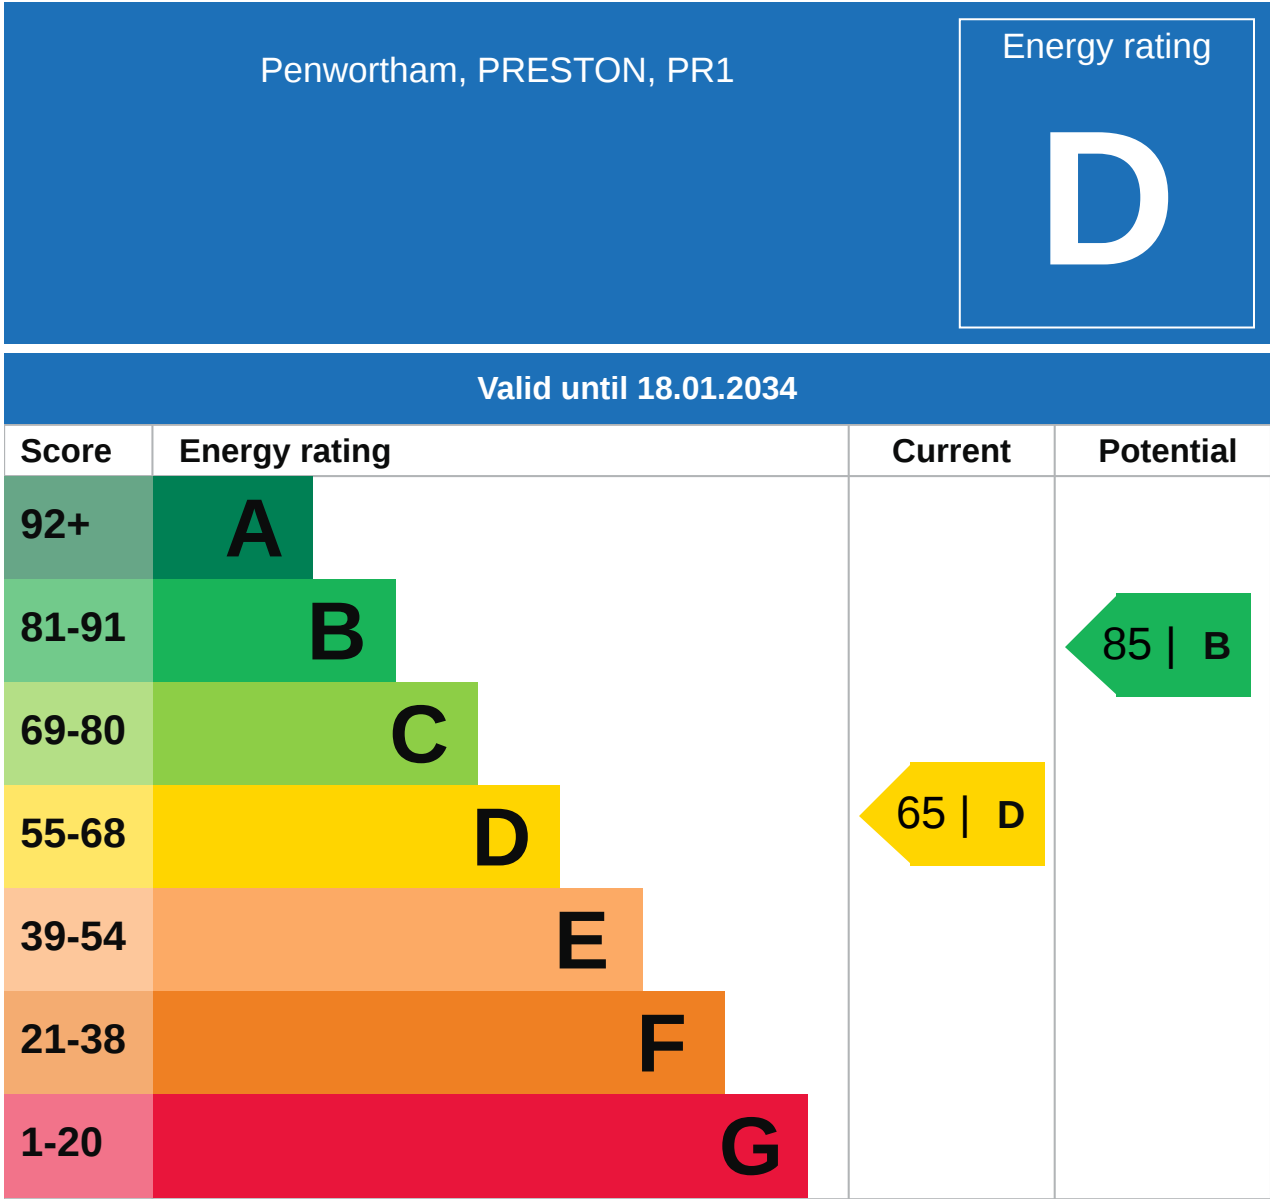 Penwortham, PRESTON, PR1
Energy rating
D
Valid until 18.01.2034
Score Energy rating Current Potential
92+ A
81-91 B
85 | B
69-80 C
65 | D
55-68 D
39-54 E
21-38 F
1-20 G